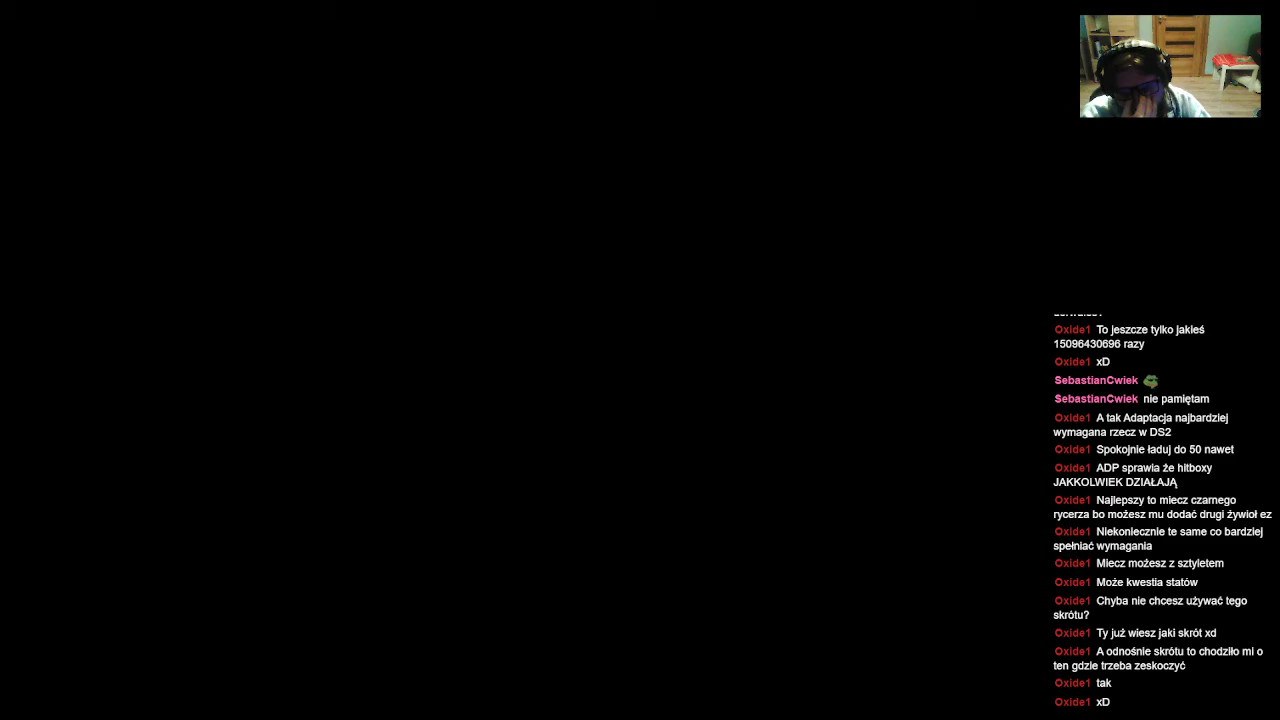 Oxide1 To jeszcze tylko jakieś
15096430696 razy
Oxide1 xD
SebastianCwiek
SebastianCwiek nie pamiętam
Oxide1 A tak Adaptacja najbardziej
wymagana rzecz w DS2
Oxide1 Spokojnie ładuj do 50 nawet
Oxide1 ADP sprawia że hitboxy
JAKKOLWIEK DZIAŁAJĄ
Oxide1 Najlepszy to miecz czarnego
rycerza bo możesz mu dodać drugi żywioł ez
Oxide1 Niekoniecznie te same co bardziej
spełniać wymagania
Oxide1 Miecz możesz z sztyletem
Oxide1 Może kwestia statów
Oxide1 Chyba nie chcesz używać tego
skrótu?
Oxide1 Ty już wiesz jaki skrót xd
Oxide1 A odnośnie skrótu to chodziło mi o
ten gdzie trzeba zeskoczyć
Oxide1 tak
Oxide1 xD